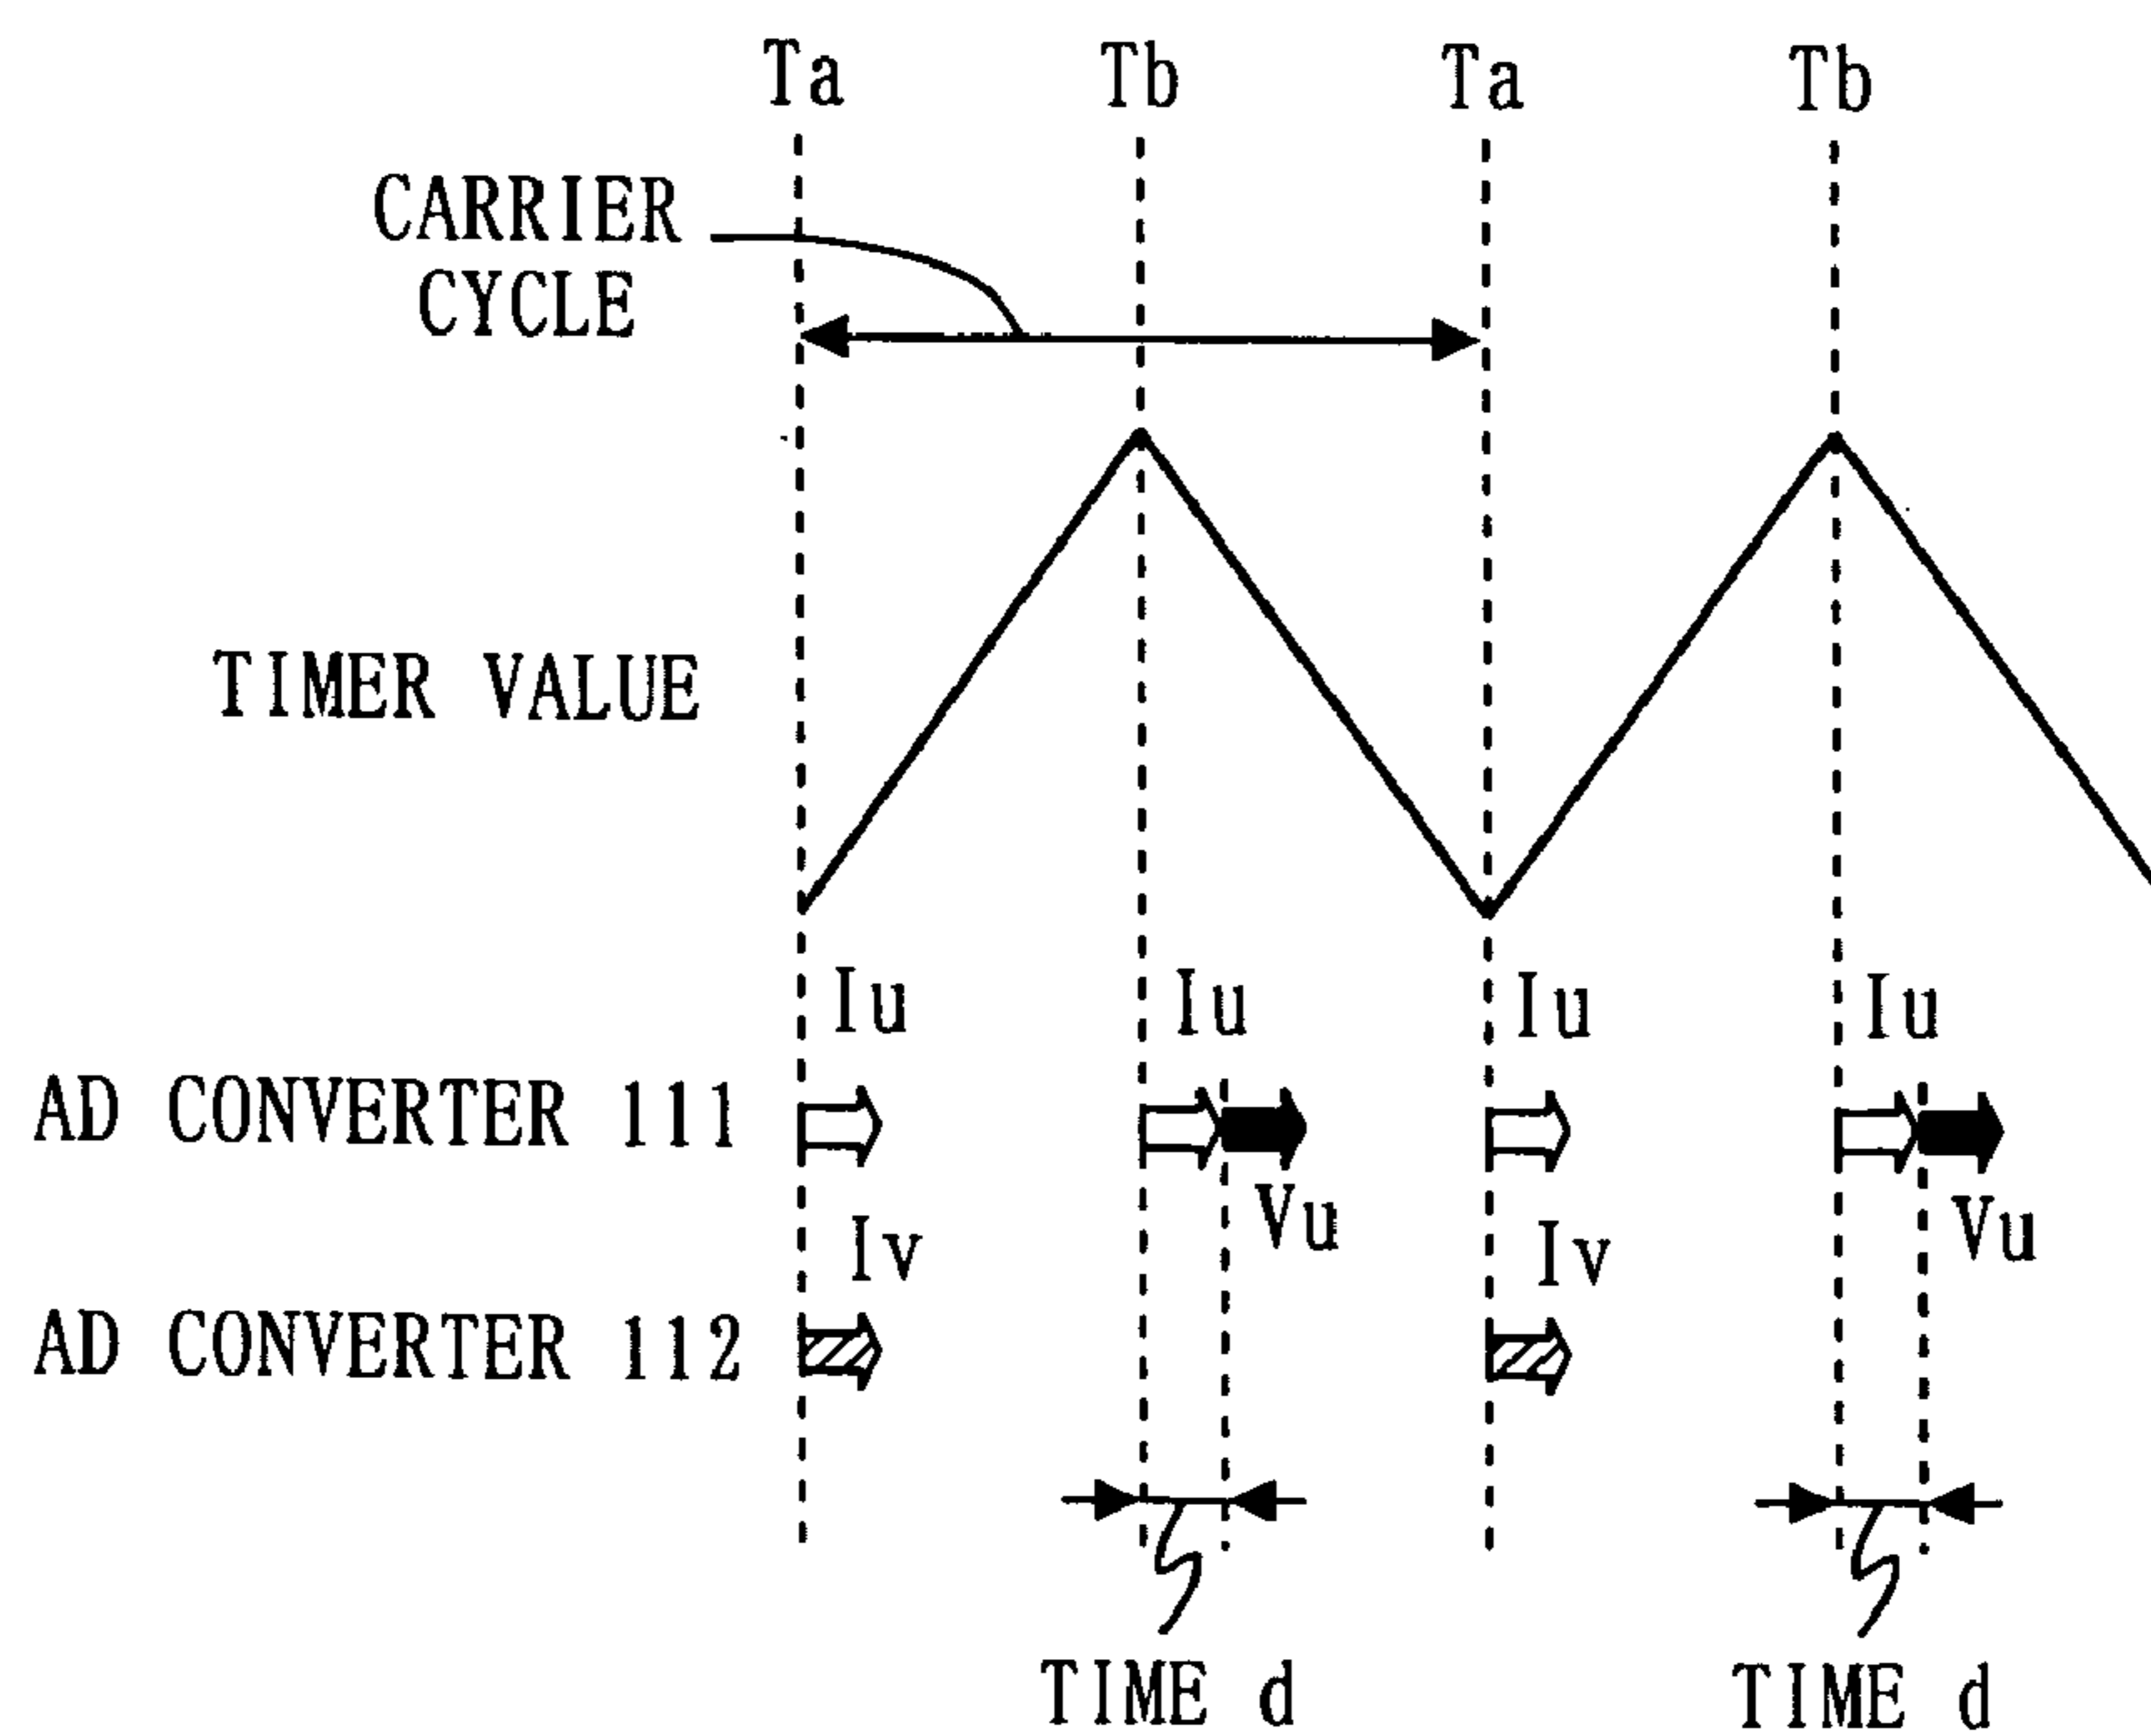 Ta Tb Ta Tb
CARRIER
CYCLE
TIMER VALUE
Iu Iu Iu Iu
AD CONVERTER 111
Vu Vu
Iv Iv
AD CONVERTER 112
TIME d TIME d